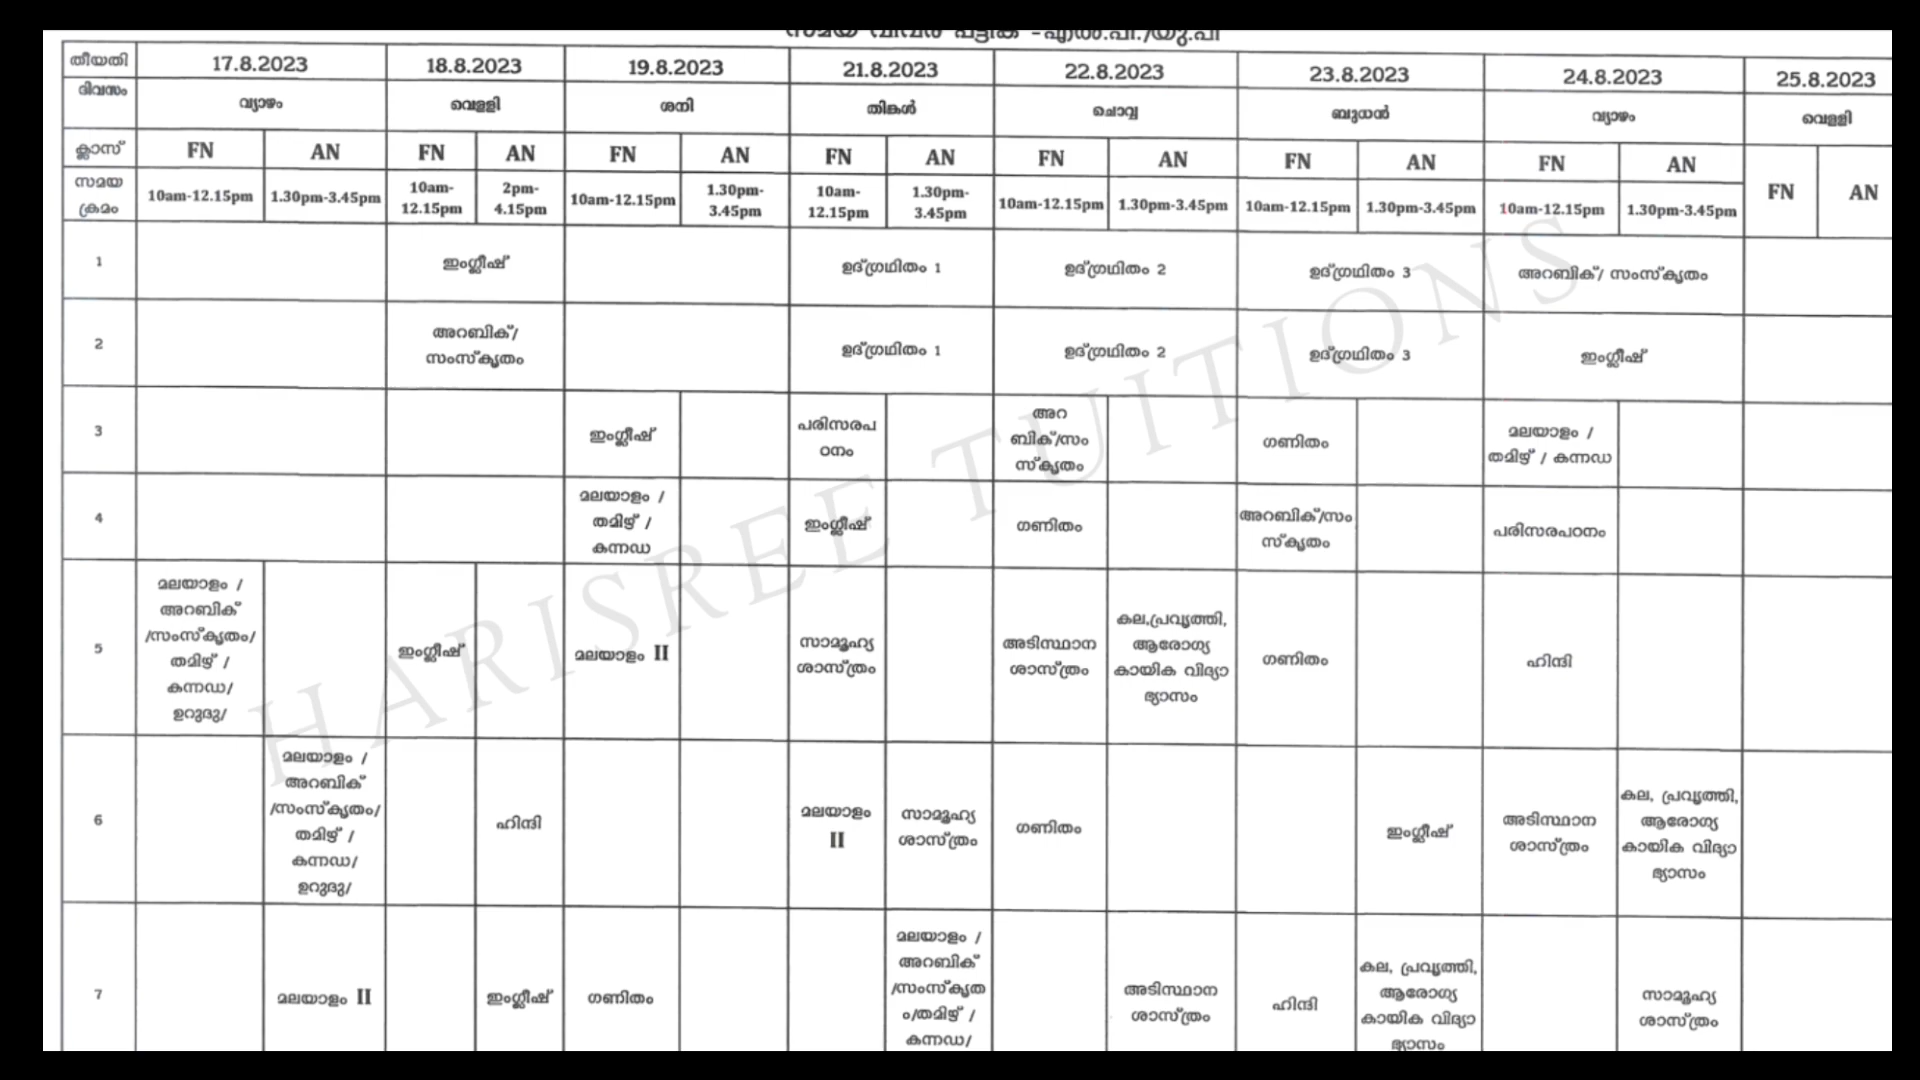 സമയ വിവര പട്ടിക -എൽ.പി./യു.പി
തീയതി 17.8.2023 18.8.2023 19.8.2023 21.8.2023 22.8.2023 23.8.2023 24.8.2023 25.8.2023
ദിവസം വ്യാഴം വെളളി ശനി തിങ്കൾ ചൊവ്വ ബുധൻ വ്യാഴം വെളളി
ക്ലാസ് FN AN FN AN FN AN FN AN FN AN FN AN FN AN FN AN
സമയ ക്രമം 10am-12.15pm 1.30pm-3.45pm 10am-12.15pm 2pm-4.15pm 10am-12.15pm 1.30pm-3.45pm 10am-12.15pm 1.30pm-3.45pm 10am-12.15pm 1.30pm-3.45pm 10am-12.15pm 1.30pm-3.45pm 10am-12.15pm 1.30pm-3.45pm
1 ഇംഗ്ലീഷ് ഉദ്ഗ്രഥിതം 1 ഉദ്ഗ്രഥിതം 2 ഉദ്ഗ്രഥിതം 3 അറബിക്/ സംസ്കൃതം
2 അറബിക്/ സംസ്കൃതം ഉദ്ഗ്രഥിതം 1 ഉദ്ഗ്രഥിതം 2 ഉദ്ഗ്രഥിതം 3 ഇംഗ്ലീഷ്
3 ഇംഗ്ലീഷ് പരിസരപഠനം അറബിക്/സംസ്കൃതം ഗണിതം മലയാളം / തമിഴ് / കന്നഡ
4 മലയാളം / തമിഴ് / കന്നഡ ഇംഗ്ലീഷ് ഗണിതം അറബിക്/സംസ്കൃതം പരിസരപഠനം
5 മലയാളം / അറബിക് /സംസ്കൃതം/ തമിഴ് / കന്നഡ/ ഉറുദു/ ഇംഗ്ലീഷ് മലയാളം II സാമൂഹ്യ ശാസ്ത്രം അടിസ്ഥാന ശാസ്ത്രം കല,പ്രവൃത്തി, ആരോഗ്യ കായിക വിദ്യാഭ്യാസം ഗണിതം ഹിന്ദി
6 മലയാളം / അറബിക് /സംസ്കൃതം/ തമിഴ് / കന്നഡ/ ഉറുദു/ ഹിന്ദി മലയാളം II സാമൂഹ്യ ശാസ്ത്രം ഗണിതം ഇംഗ്ലീഷ് അടിസ്ഥാന ശാസ്ത്രം കല, പ്രവൃത്തി, ആരോഗ്യ കായിക വിദ്യാഭ്യാസം
7 മലയാളം II ഇംഗ്ലീഷ് ഗണിതം മലയാളം / അറബിക് /സംസ്കൃതം/തമിഴ് / കന്നഡ/ അടിസ്ഥാന ശാസ്ത്രം ഹിന്ദി കല, പ്രവൃത്തി, ആരോഗ്യ കായിക വിദ്യാഭ്യാസം സാമൂഹ്യ ശാസ്ത്രം
HARISREE TUITIONS